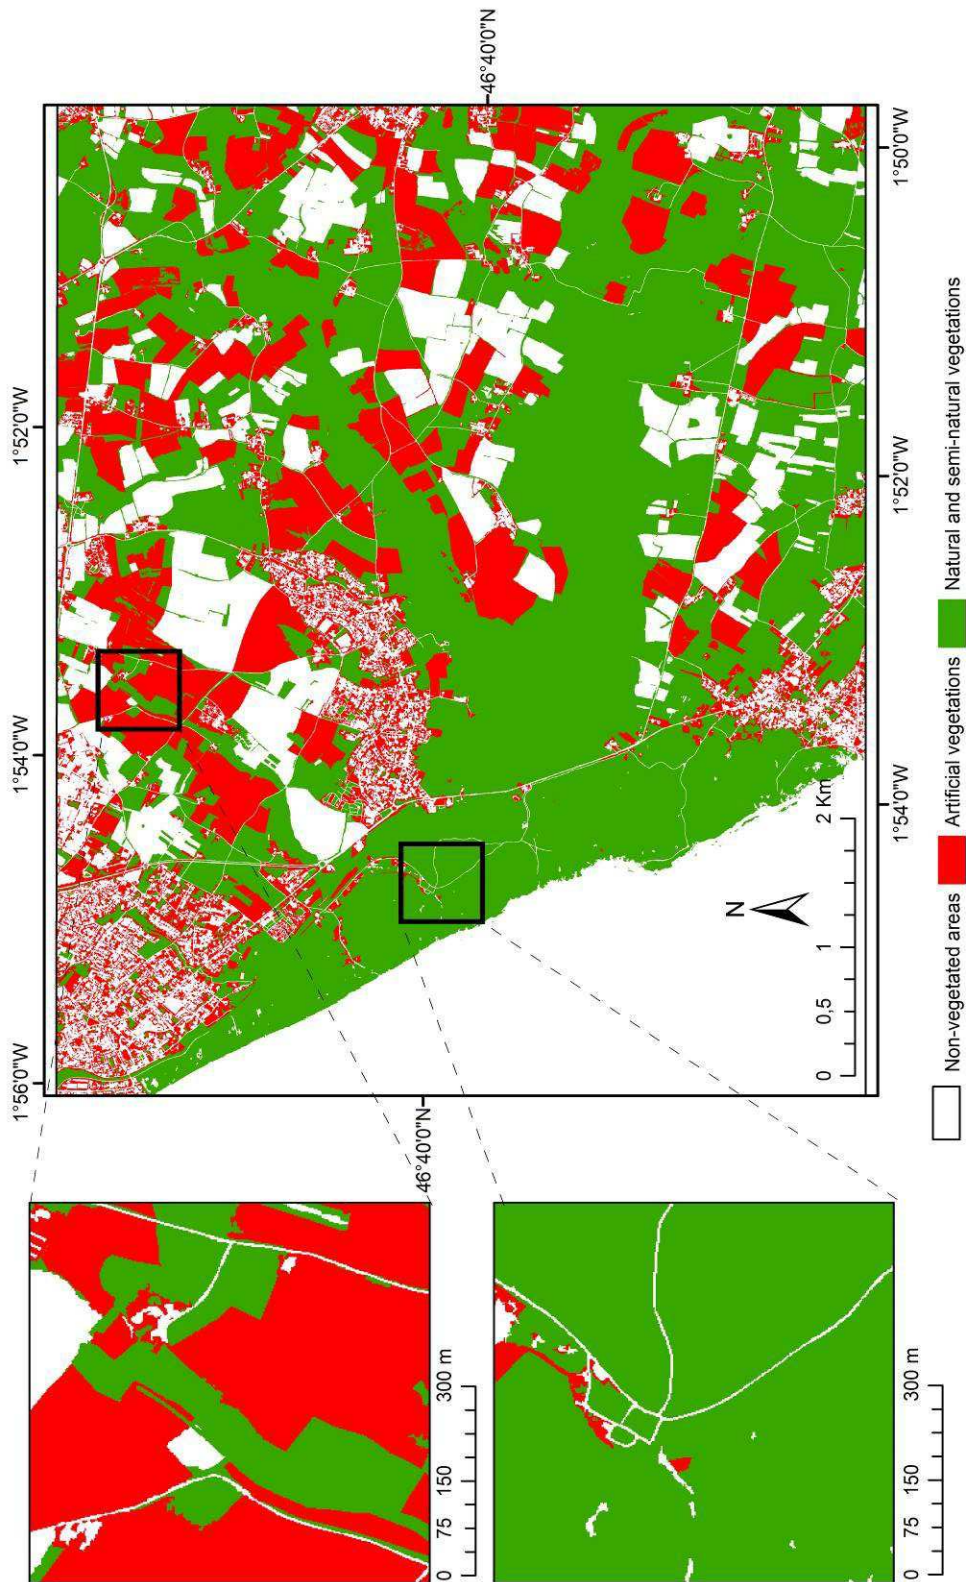 1°56'0"W
1°54'0"W
1°52'0"W
46°40'0"N
46°40'0"N
N
0 0,5 1 2 Km
1°54'0"W
1°52'0"W
1°50'0"W
0 75 150 300 m
0 75 150 300 m
Non-vegetated areas
Artificial vegetations
Natural and semi-natural vegetations